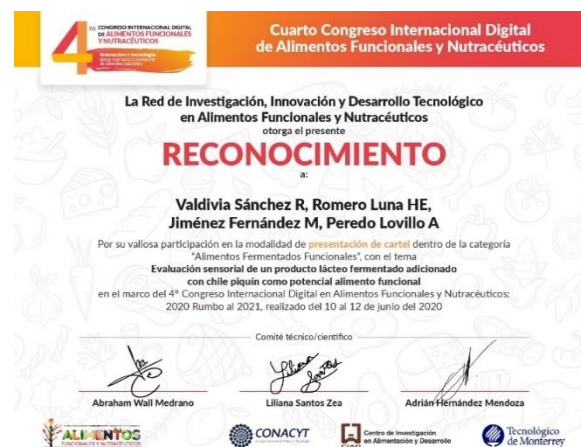 4TO CONGRESO INTERNACIONAL DIGITAL
DE ALIMENTOS FUNCIONALES
Y NUTRACÉUTICOS
Cuarto Congreso Internacional Digital
de Alimentos Funcionales y Nutracéuticos
La Red de Investigación, Innovación y Desarrollo Tecnológico
en Alimentos Funcionales y Nutracéuticos
otorga el presente
RECONOCIMIENTO
a:
Valdivia Sánchez R, Romero Luna HE,
Jiménez Fernández M, Peredo Lovillo A
Por su valiosa participación en la modalidad de presentación de cartel dentro de la categoría
"Alimentos Fermentados Funcionales", con el tema
Evaluación sensorial de un producto lácteo fermentado adicionado
con chile piquín como potencial alimento funcional
en el marco del 4º Congreso Internacional Digital en Alimentos Funcionales y Nutracéuticos:
2020 Rumbo al 2021, realizado del 10 al 12 de junio del 2020
Comité técnico/científico
Abraham Wall Medrano
Liliana Santos Zea
Adrián Hernández Mendoza
ALIMENTOS
FUNCIONALES Y NUTRACÉUTICOS
CONACYT
CIAD
Centro de Investigación
en Alimentación y Desarrollo
Tecnológico
de Monterrey